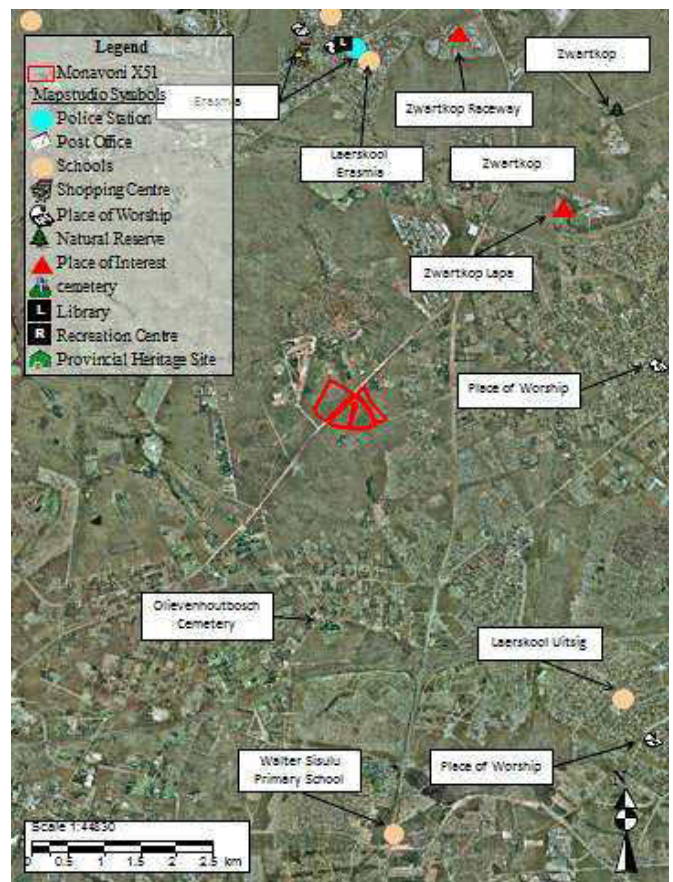 Legend
Monavoni X51
Mapstudio Symbols
Police Station
Post Office
Schools
Shopping Centre
Place of Worship
Natural Reserve
Place of Interest
cemetery
L Library
R Recreation Centre
Provincial Heritage Site
L
Erasmia
Laerskool
Erasmia
Zwartkop Raceway
Zwartkop
Zwartkop
Zwartkop Lapa
Place of Worship
Olievenhoutbosch
Cemetery
Laerskool Uitsig
Walter Sisulu
Primary School
Place of Worship
N
Scale 1:44830
0 0.5 1 1.5 2 2.5 km